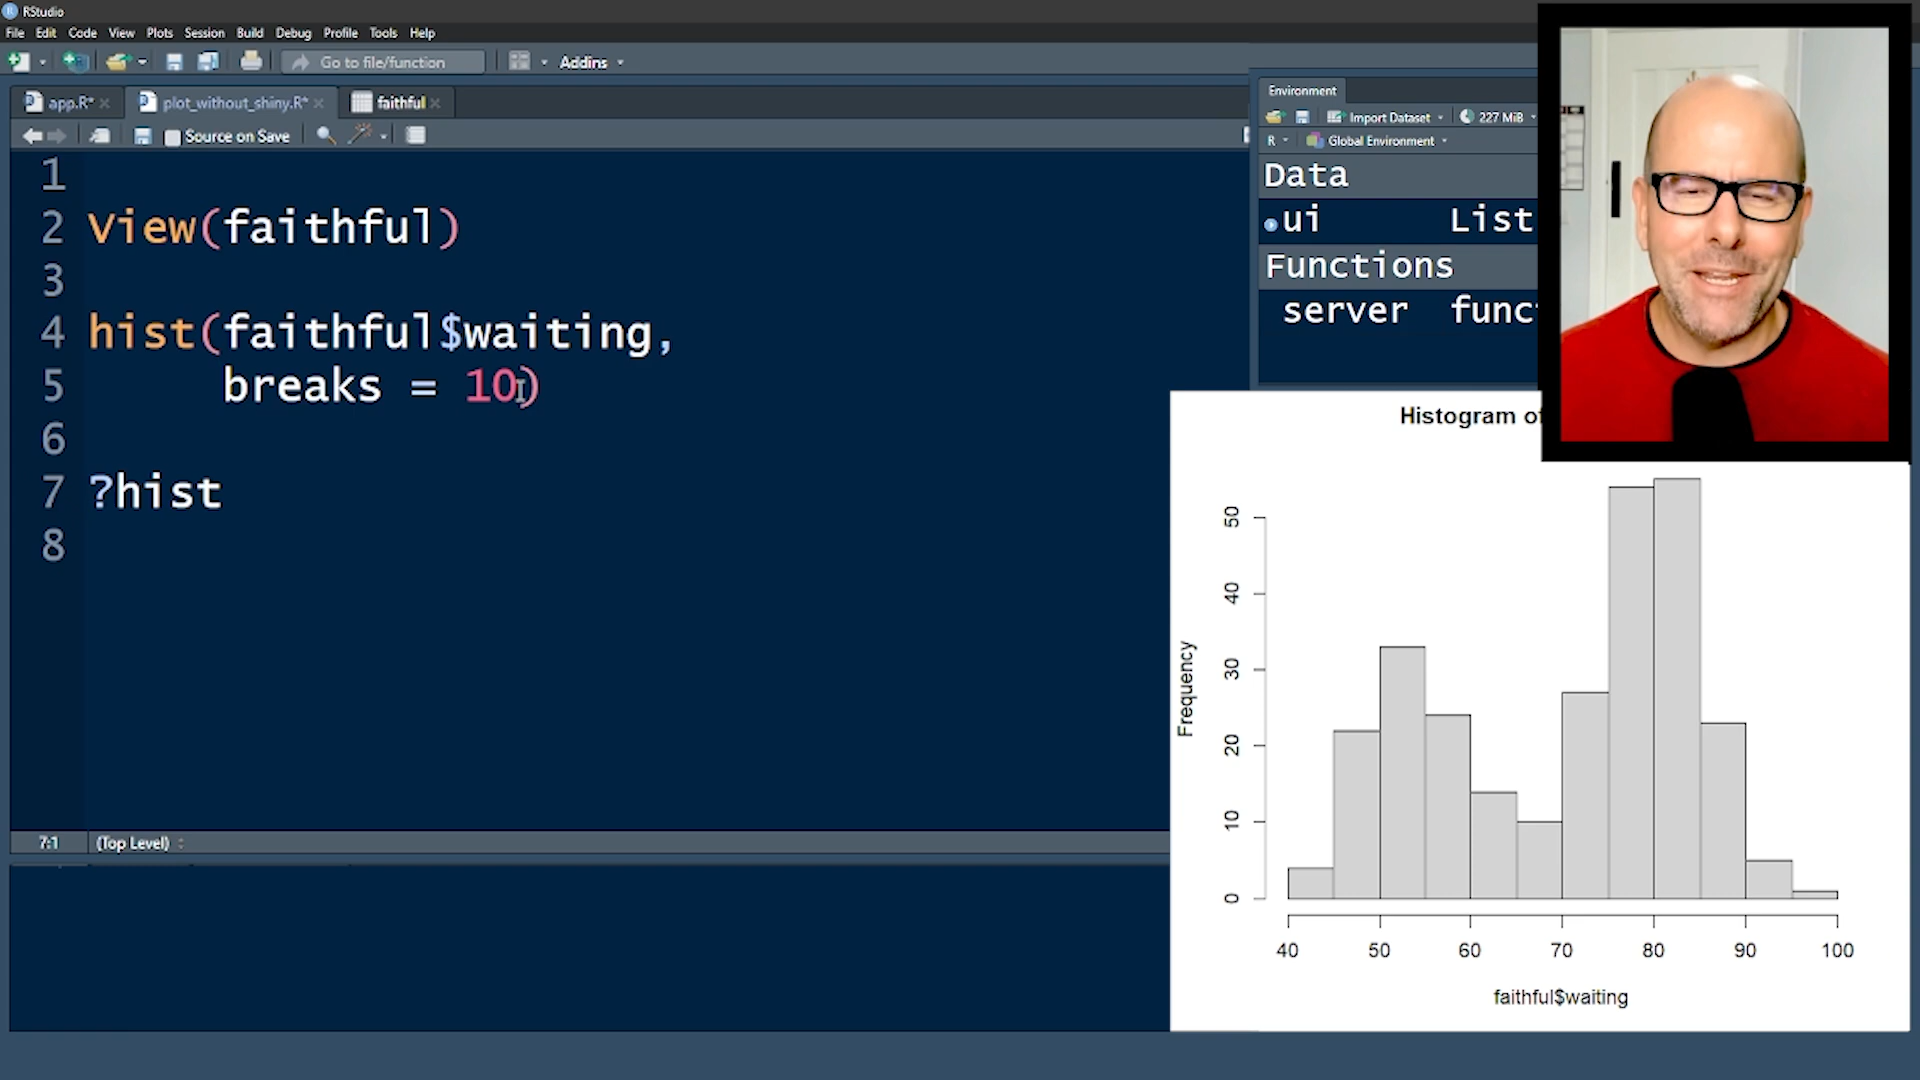 RStudio
File Edit Code View Plots Session Build Debug Profile Tools Help
Go to file/function Addins
app.R* plot_without_shiny.R* faithful
Source on Save
1
2 View(faithful)
3
4 hist(faithful$waiting,
5 breaks = 10)
6
7 ?hist
8
7:1 (Top Level)
Environment
Import Dataset 227 MiB
R Global Environment
Data
ui List
Functions
server func
Histogram of
Frequency
50
40
30
20
10
0
40 50 60 70 80 90 100
faithful$waiting